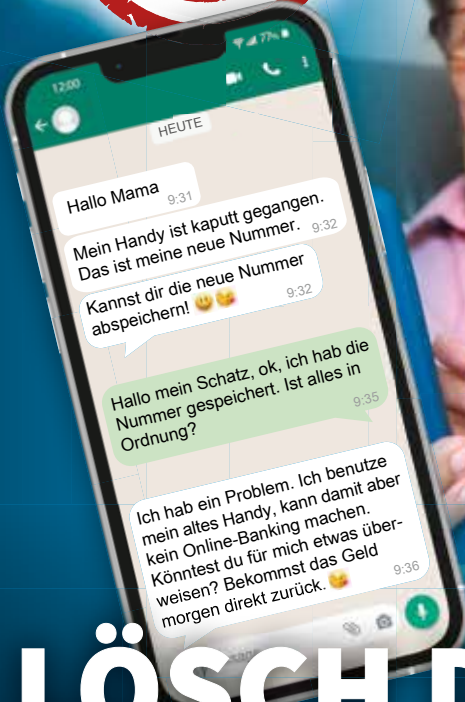 12:00
77%
HEUTE
Hallo Mama
9:31
Mein Handy ist kaputt gegangen.
Das ist meine neue Nummer.
9:32
Kannst dir die neue Nummer
abspeichern! 😃😘
9:32
Hallo mein Schatz, ok, ich hab die
Nummer gespeichert. Ist alles in
Ordnung?
9:35
Ich hab ein Problem. Ich benutze
mein altes Handy, kann damit aber
kein Online-Banking machen.
Könntest du für mich etwas über-
weisen? Bekommst das Geld
morgen direkt zurück. 😘
9:36
LÖSCH